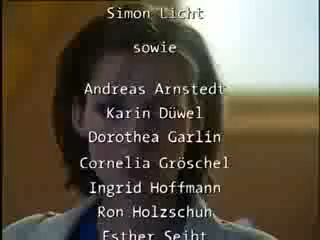 Simon Licht
sowie
Andreas Arnstedt
Karin Düwel
Dorothea Garlin
Cornelia Gröschel
Ingrid Hoffmann
Ron Holzschuh
Esther Seibt